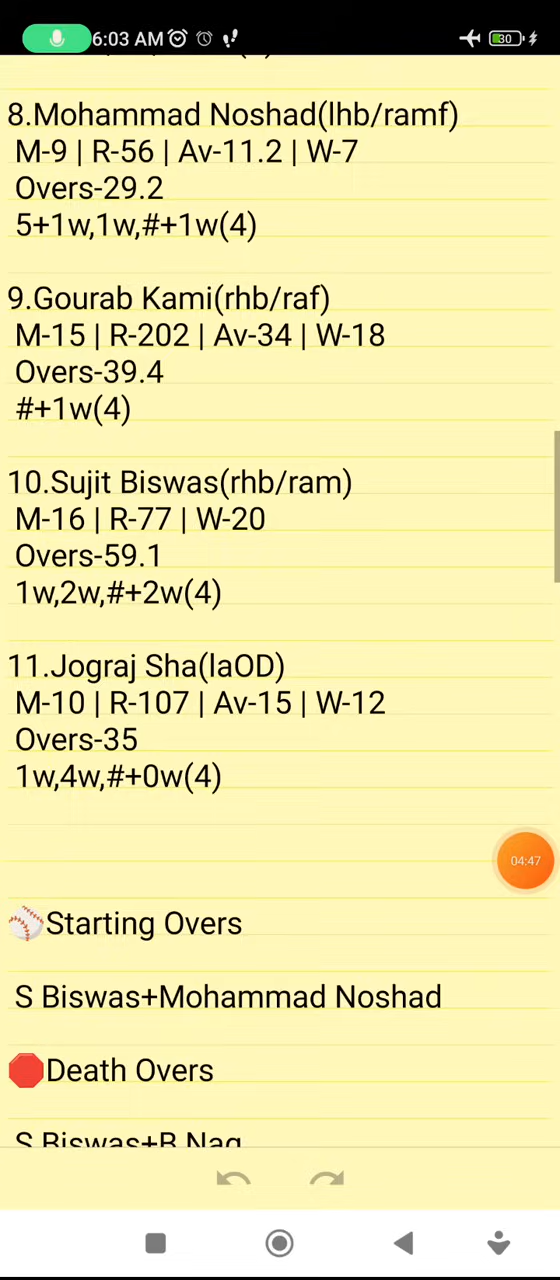 6:03 AM
30
8.Mohammad Noshad(lhb/ramf)
M-9 | R-56 | Av-11.2 | W-7
Overs-29.2
5+1w,1w,#+1w(4)
9.Gourab Kami(rhb/raf)
M-15 | R-202 | Av-34 | W-18
Overs-39.4
#+1w(4)
10.Sujit Biswas(rhb/ram)
M-16 | R-77 | W-20
Overs-59.1
1w,2w,#+2w(4)
11.Jograj Sha(laOD)
M-10 | R-107 | Av-15 | W-12
Overs-35
1w,4w,#+0w(4)
04:47
Starting Overs
S Biswas+Mohammad Noshad
Death Overs
S Biswas+B Nag